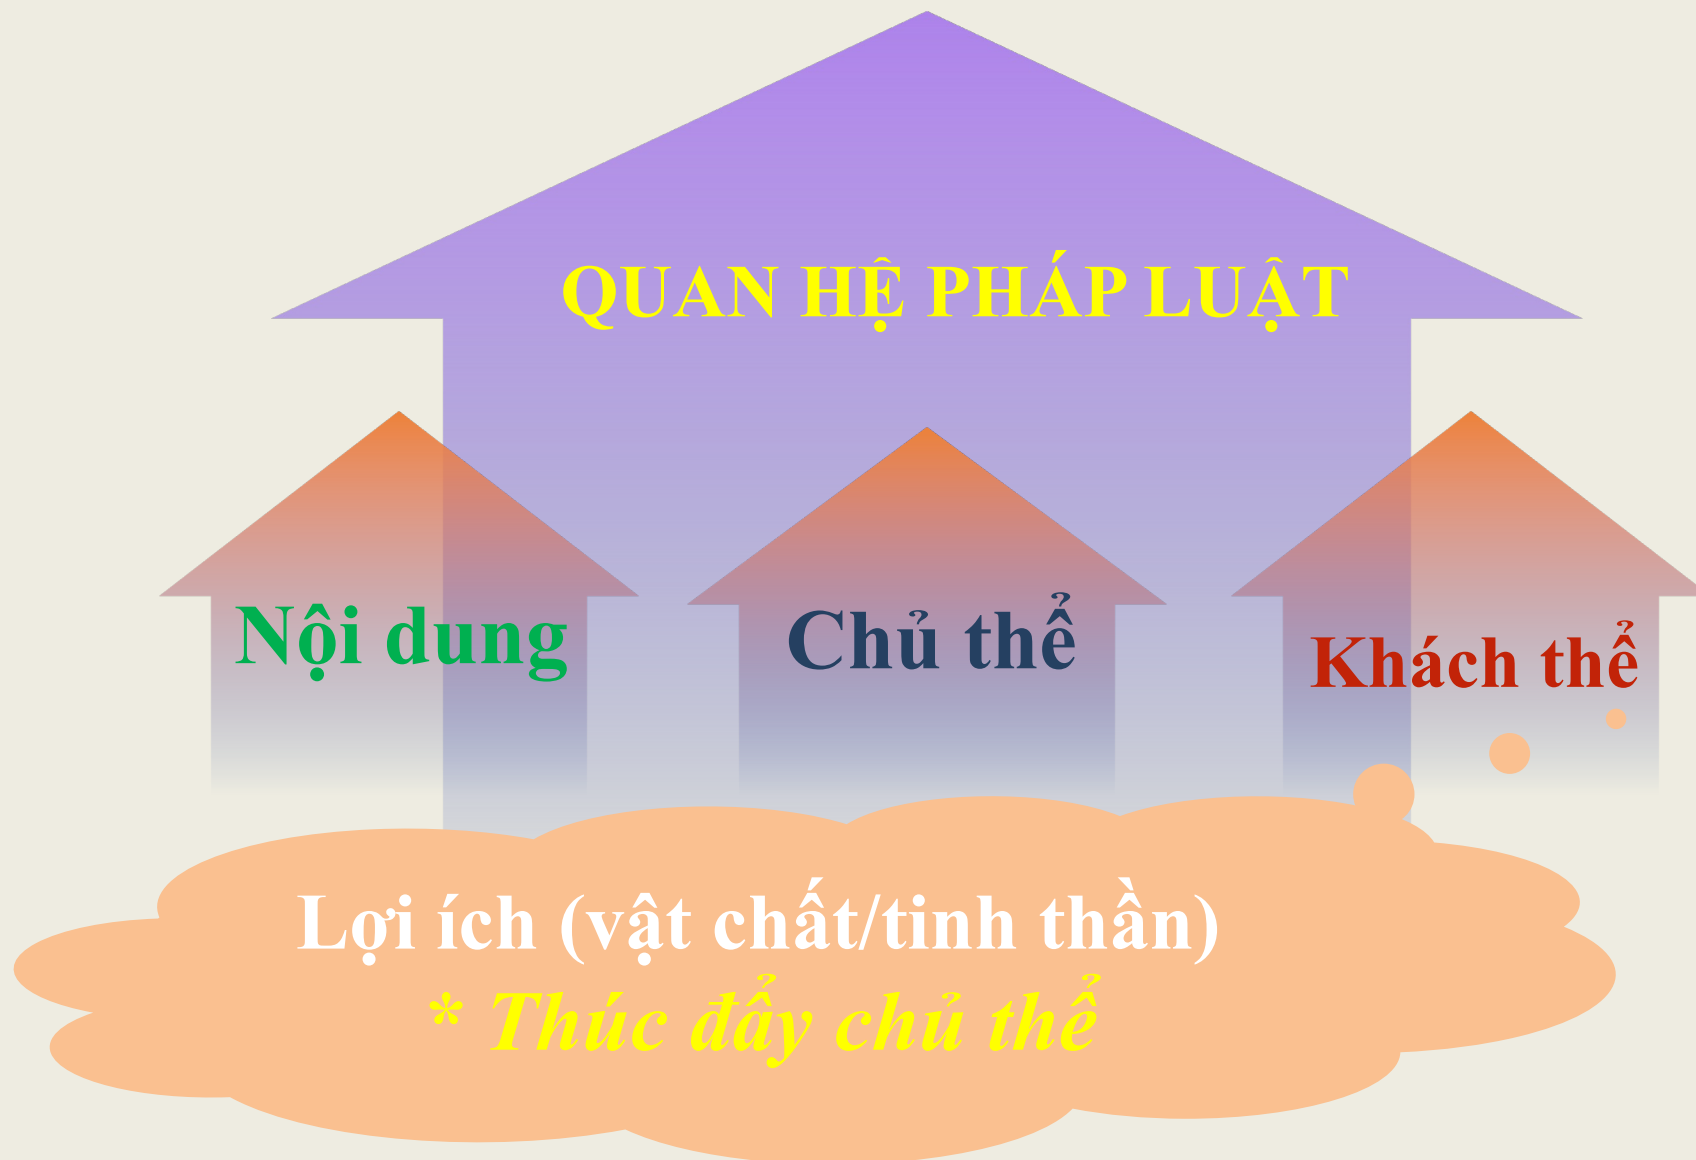 QUAN HỆ PHÁP LUẬT
Nội dung
Chủ thể
Khách thể
Lợi ích (vật chất/tinh thần)
* Thúc đẩy chủ thể